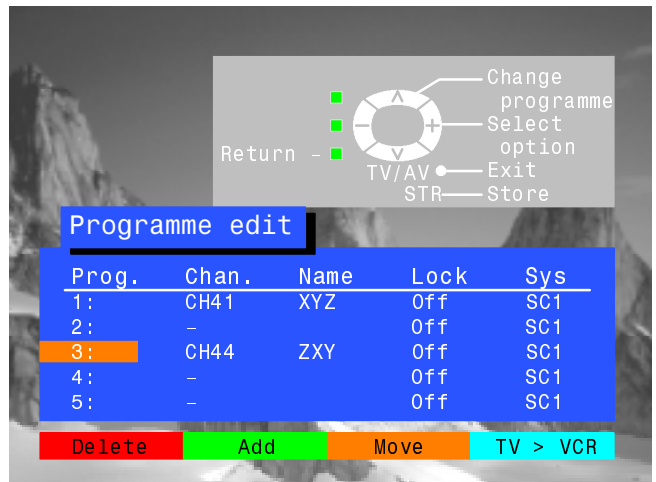 Change
programme
Select
option
Return –
TV/AV Exit
STR Store
Programme edit
Prog. Chan. Name Lock Sys
1: CH41 XYZ Off SC1
2: – Off SC1
3: CH44 ZXY Off SC1
4: – Off SC1
5: – Off SC1
Delete Add Move TV > VCR